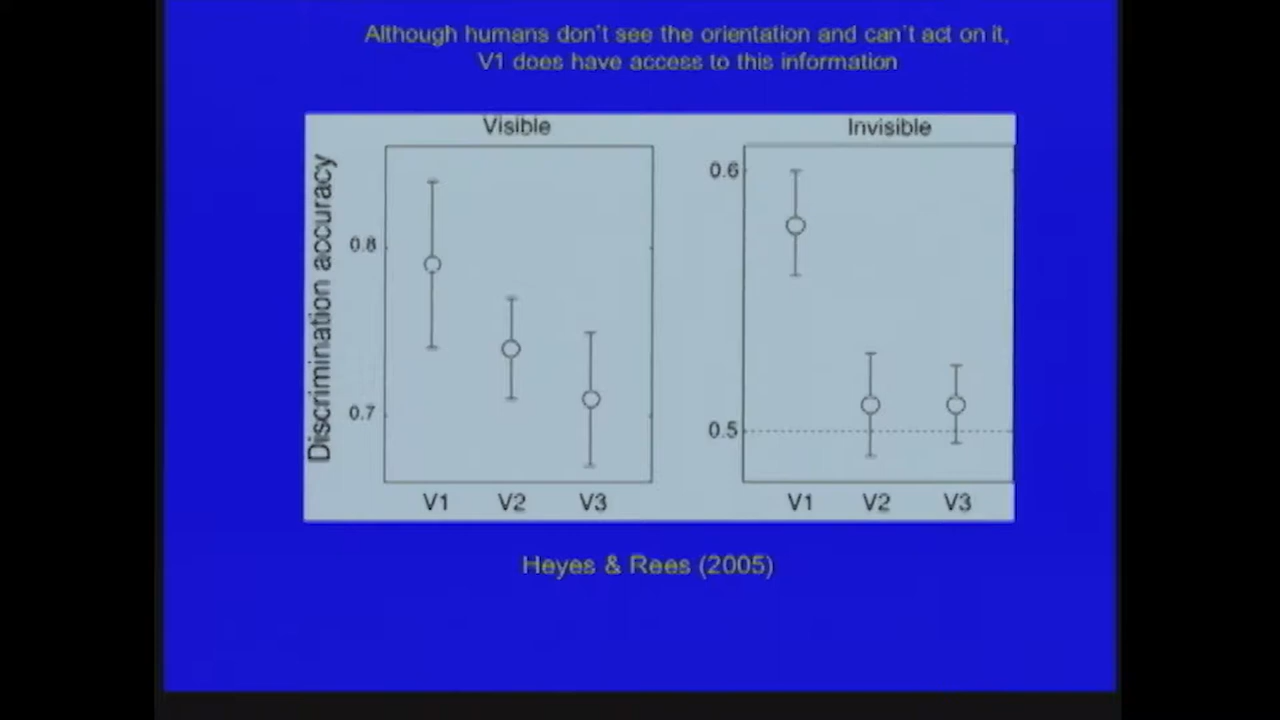 Although humans don't see the orientation and can't act on it,
V1 does have access to this information
Visible
Invisible
Discrimination accuracy
0.8
0.7
V1 V2 V3
0.6
0.5
V1 V2 V3
Heyes & Rees (2005)